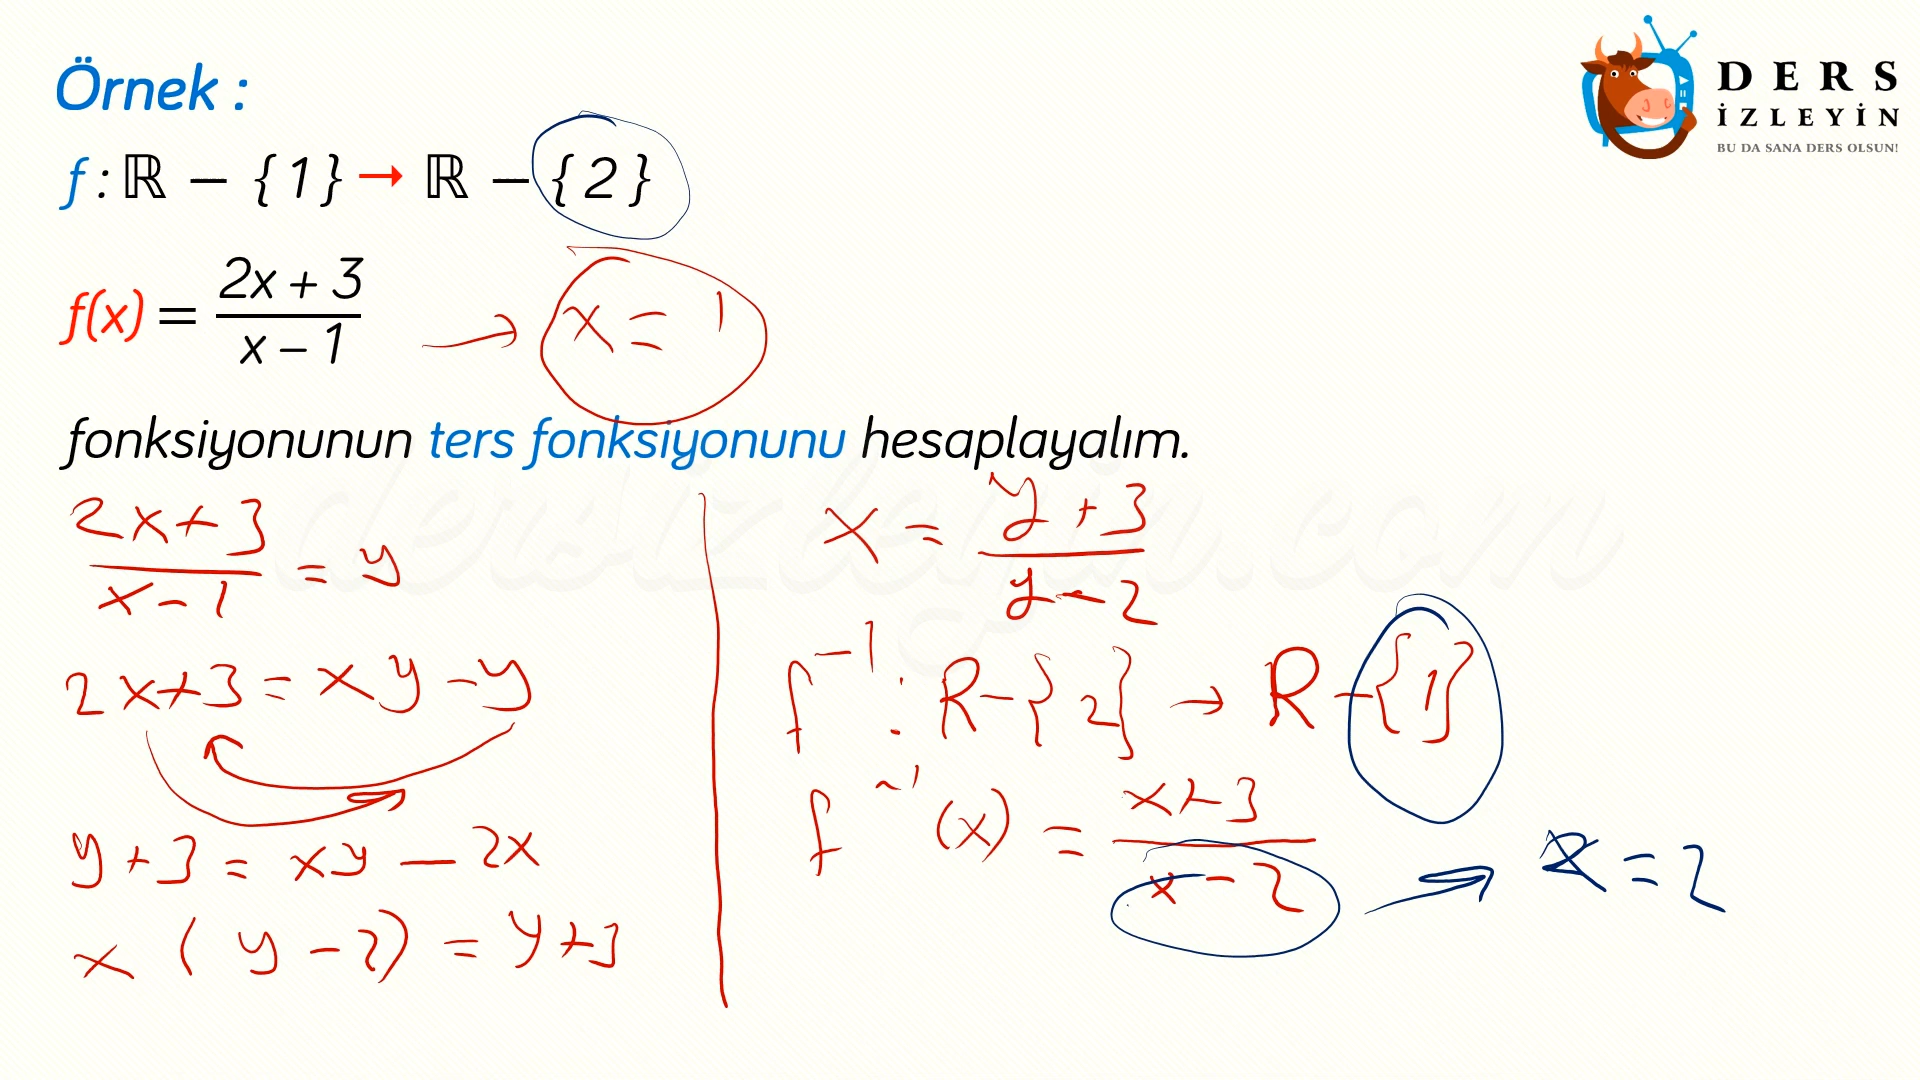 Örnek :
DERS
İZLEYİN
BU DA SANA DERS OLSUN!
f : ℝ − {1} → ℝ − {2}
f(x) = (2x + 3)/(x − 1) → x = 1
fonksiyonunun ters fonksiyonunu hesaplayalım.
dersizleyin.com
(2x+3)/(x−1) = y
2x+3 = xy − y
y+3 = xy − 2x
x (y − 2) = y+3
x = (y+3)/(y−2)
f⁻¹ : R−{2} → R−{1}
f⁻¹(x) = (x+3)/(x−2) → x = 2